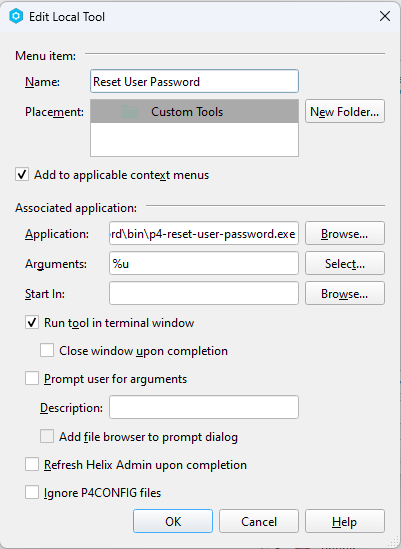 Edit Local Tool
Menu item:
Name: Reset User Password
Placement: Custom Tools New Folder...
Add to applicable context menus
Associated application:
Application: rd\bin\p4-reset-user-password.exe Browse...
Arguments: %u Select...
Start In: Browse...
Run tool in terminal window
Close window upon completion
Prompt user for arguments
Description:
Add file browser to prompt dialog
Refresh Helix Admin upon completion
Ignore P4CONFIG files
OK Cancel Help